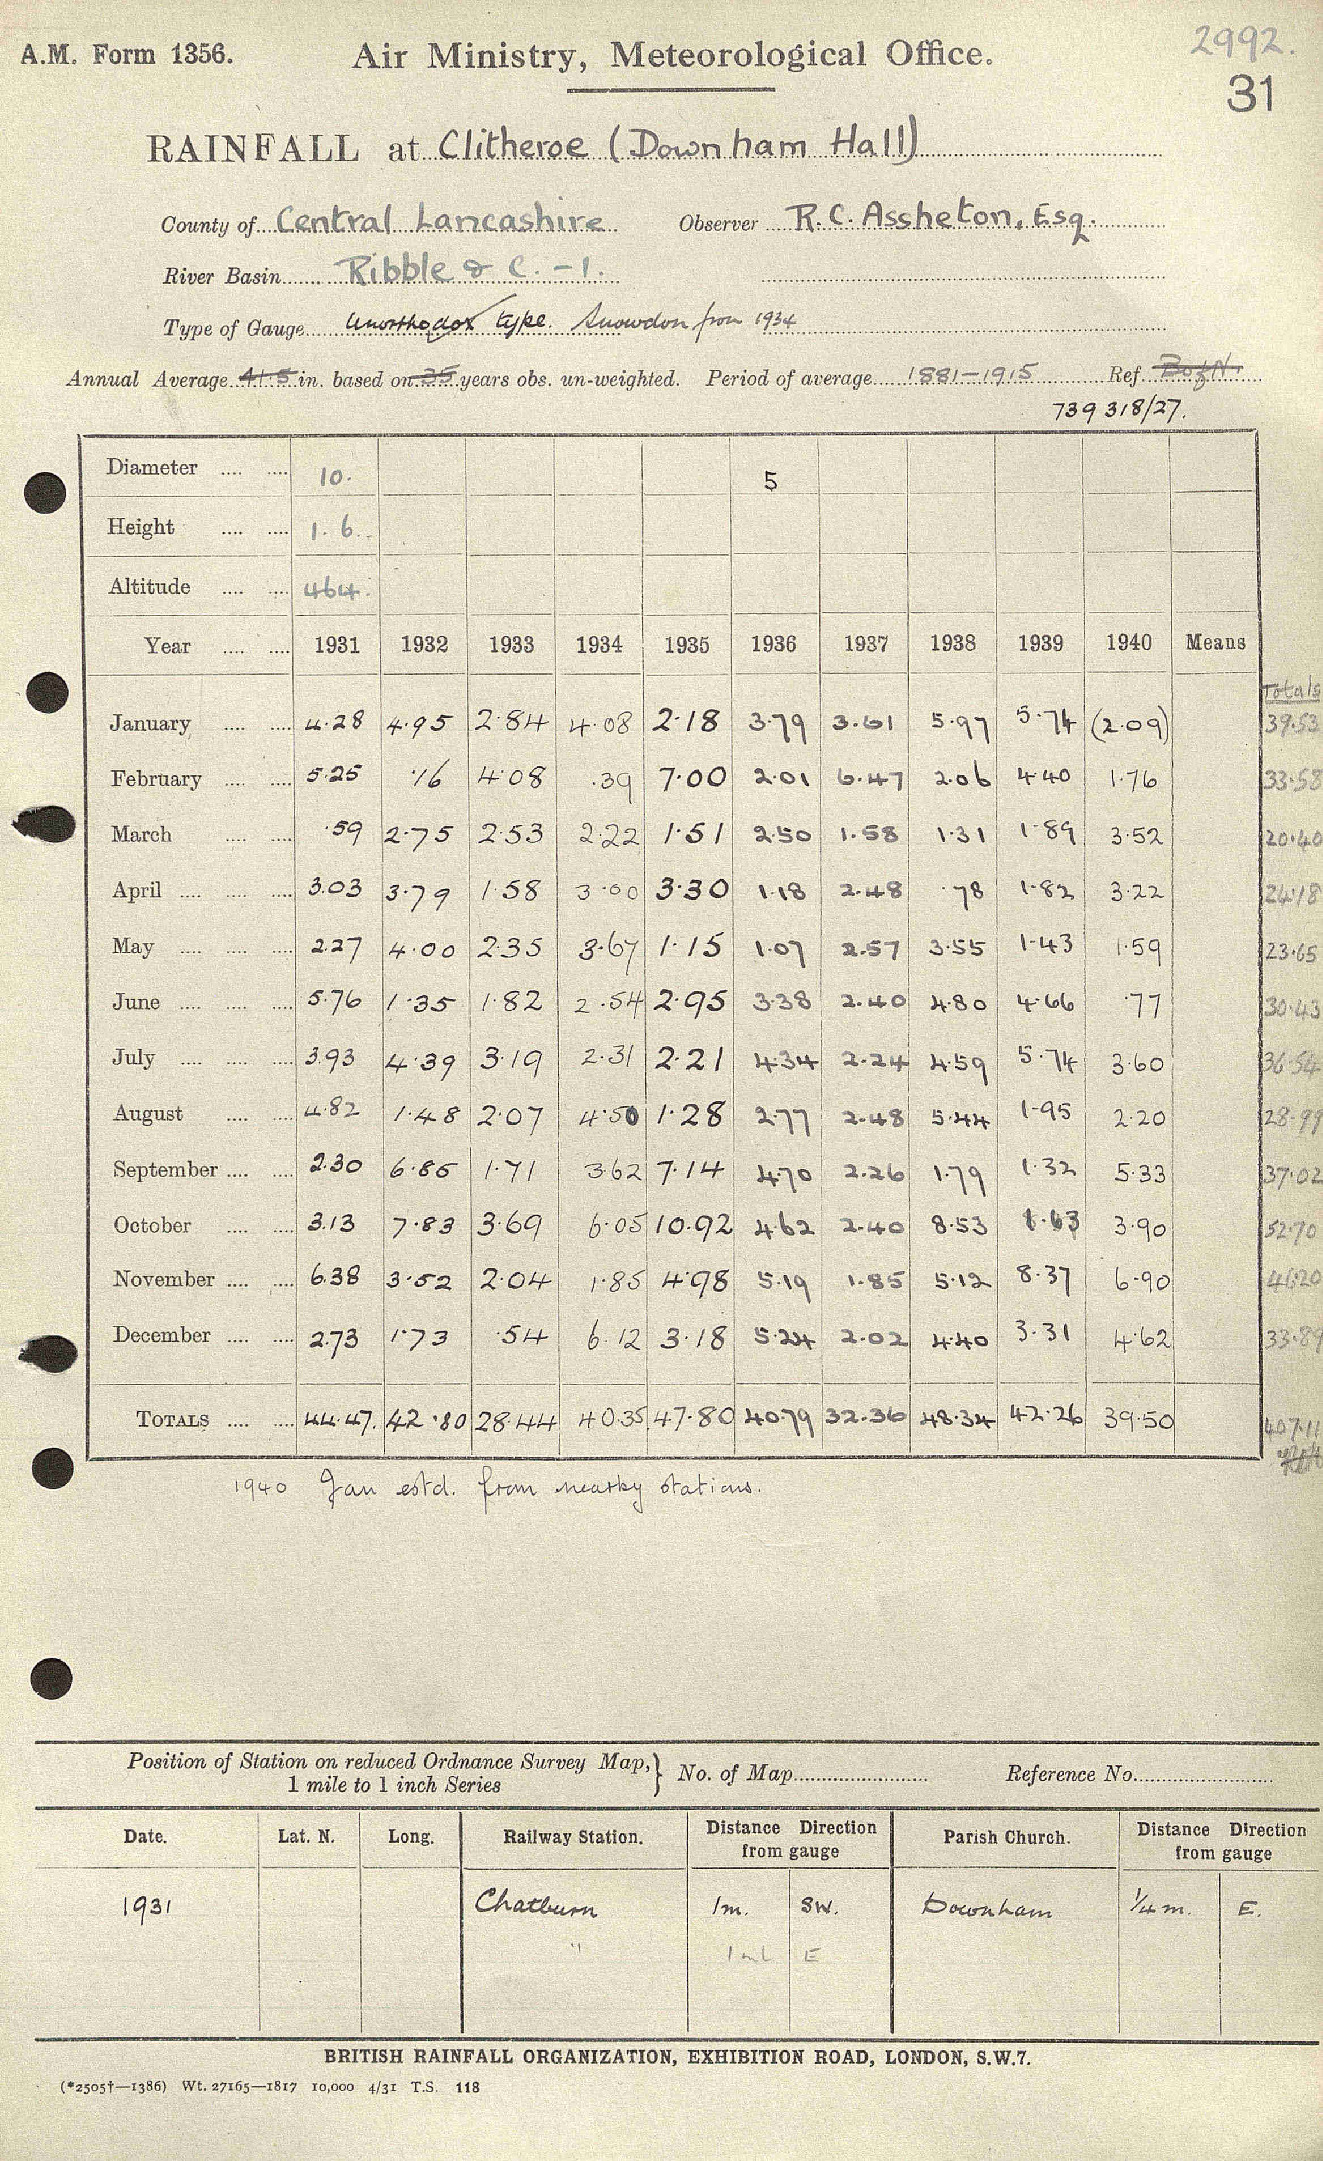 2992.
A.M. Form 1356. Air Ministry, Meteorological Office.
31
RAINFALL at Clitheroe (Downham Hall)
County of Central Lancashire Observer R.C. Assheton, Esq.
River Basin Ribble & C. - 1.
Type of Gauge Unorthodox type. Snowdon from 1934
Annual Average 41.5 in. based on 35 years obs. un-weighted. Period of average 1881-1915 Ref.
739 318/27.
Diameter 10. 5
Height 1. 6.
Altitude 464.
Year 1931 1932 1933 1934 1935 1936 1937 1938 1939 1940 Means
Totals
January 4.28 4.95 2.84 4.08 2.18 3.79 3.61 5.97 5.74 (2.09) 39.53
February 5.25 .16 4.08 .39 7.00 2.01 6.47 2.06 4.40 1.76 33.58
March .59 2.75 2.53 2.22 1.51 2.50 1.58 1.31 1.89 3.52 20.40
April 3.03 3.79 1.58 3.00 3.30 1.18 2.48 .78 1.82 3.22 24.18
May 2.27 4.00 2.35 3.67 1.15 1.07 2.57 3.55 1.43 1.59 23.65
June 5.76 1.35 1.82 2.54 2.95 3.38 2.40 4.80 4.66 .77 30.43
July 3.93 4.39 3.19 2.31 2.21 4.34 2.24 4.59 5.74 3.60 36.54
August 4.82 1.48 2.07 4.50 1.28 2.77 2.48 5.44 1.95 2.20 28.99
September 2.30 6.85 1.71 3.62 7.14 4.70 2.26 1.79 1.32 5.33 37.02
October 3.13 7.83 3.69 6.05 10.92 4.62 2.40 8.53 1.63 3.90 52.70
November 6.38 3.52 2.04 1.85 4.98 5.19 1.85 5.12 8.37 6.90 46.20
December 2.73 1.73 .54 6.12 3.18 5.24 2.02 4.40 3.31 4.62 33.89
TOTALS 44.47. 42.80 28.44 40.35 47.80 40.79 32.36 48.34 42.26 39.50 407.11
1940 Jan estd. from nearby stations.
Position of Station on reduced Ordnance Survey Map, } No. of Map Reference No.
1 mile to 1 inch Series
Date. Lat. N. Long. Railway Station. Distance Direction from gauge Parish Church. Distance Direction from gauge
1931 Chatburn 1m. SW. Downham 1/4 m. E.
" 1 ml E
BRITISH RAINFALL ORGANIZATION, EXHIBITION ROAD, LONDON, S.W.7.
(*2505†—1386) Wt. 27165—1817 10,000 4/31 T.S. 118